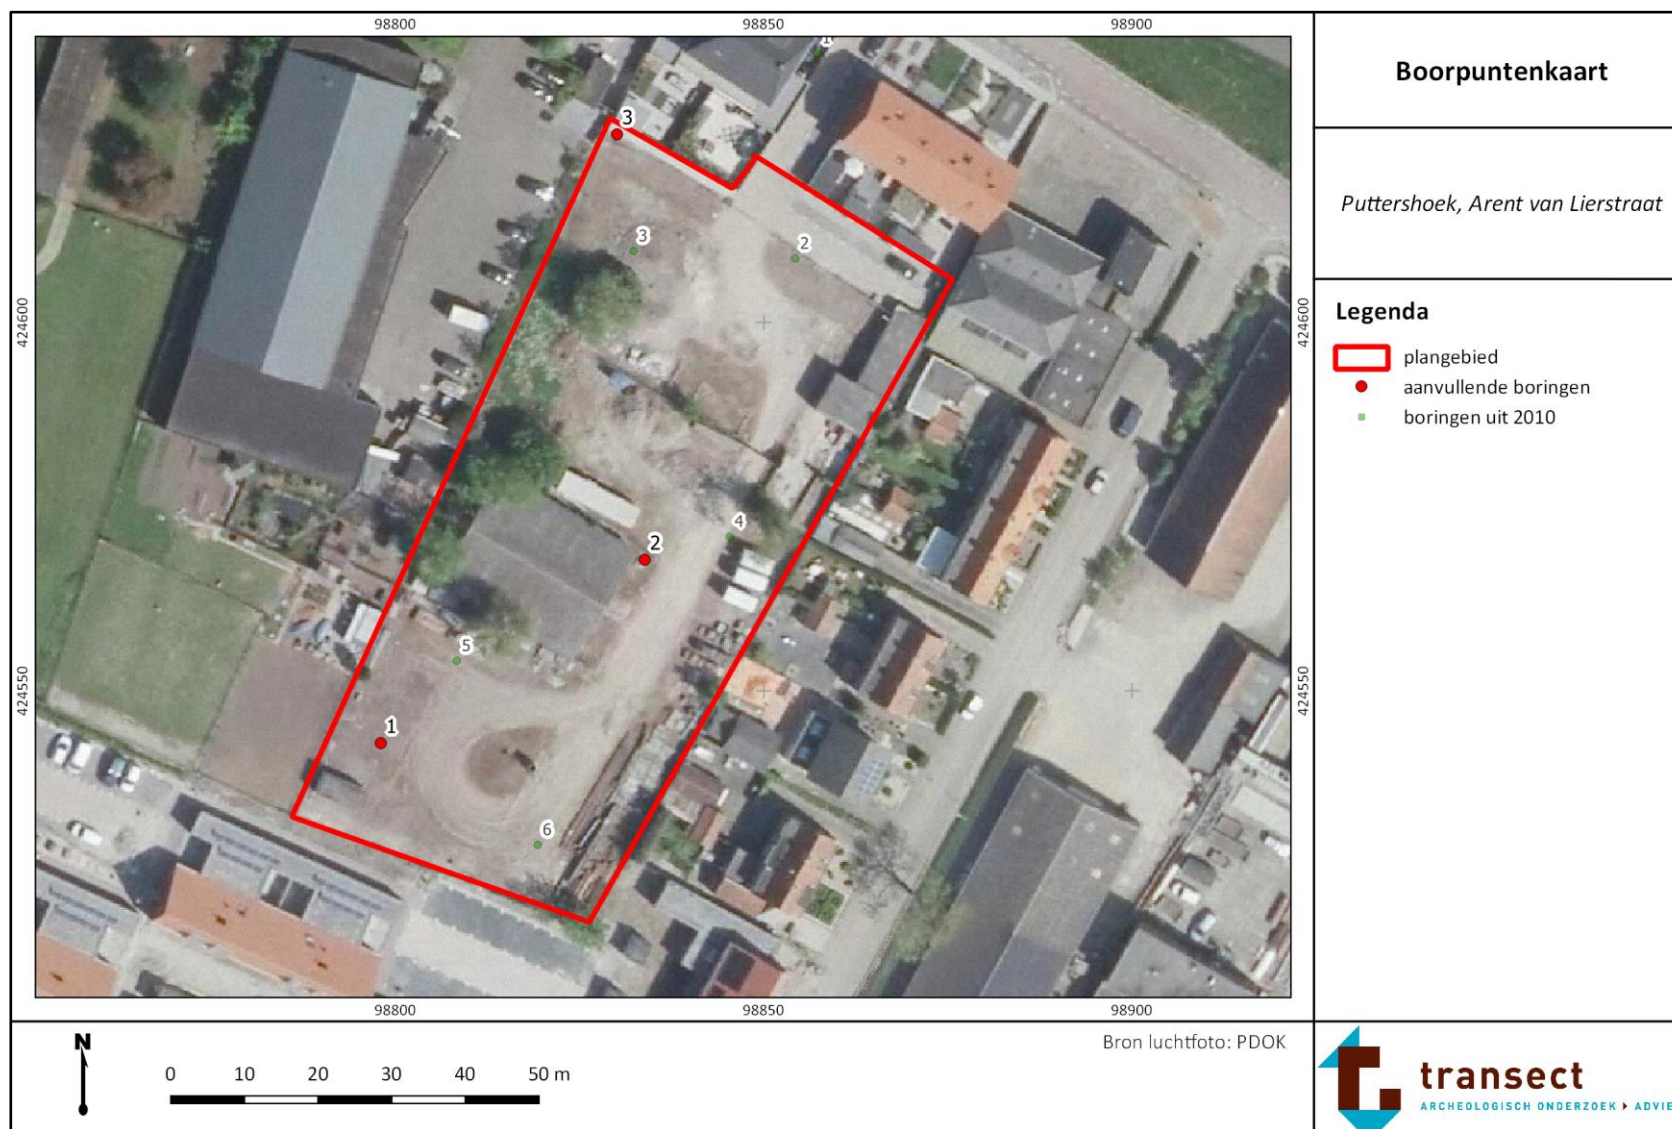 98800
98850
98900
Boorpuntenkaart
Puttershoek, Arent van Lierstraat
Legenda
plangebied
aanvullende boringen
boringen uit 2010
424600
424600
424550
424550
1
3
3
2
4
2
5
1
6
98800
98850
98900
N
0 10 20 30 40 50 m
Bron luchtfoto: PDOK
transect
ARCHEOLOGISCH ONDERZOEK ADVIE